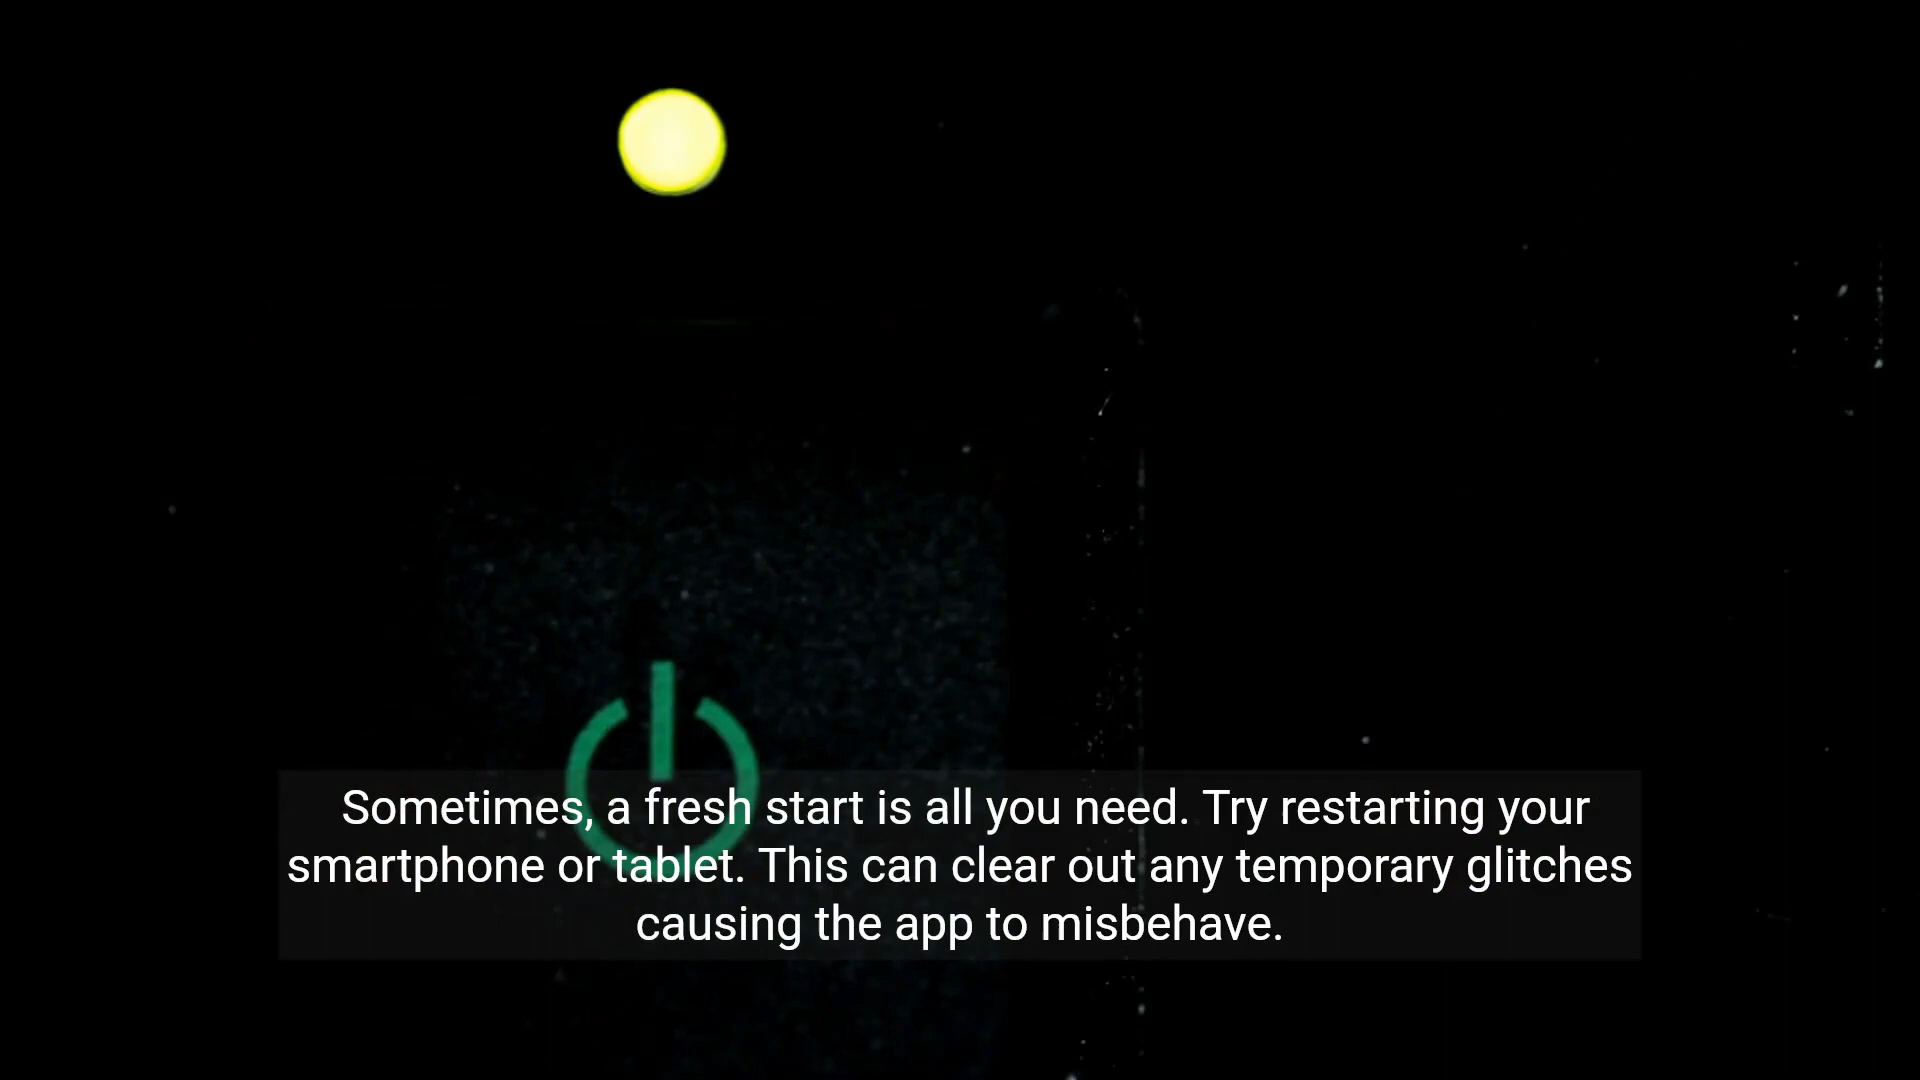 Sometimes, a fresh start is all you need. Try restarting your
smartphone or tablet. This can clear out any temporary glitches
causing the app to misbehave.